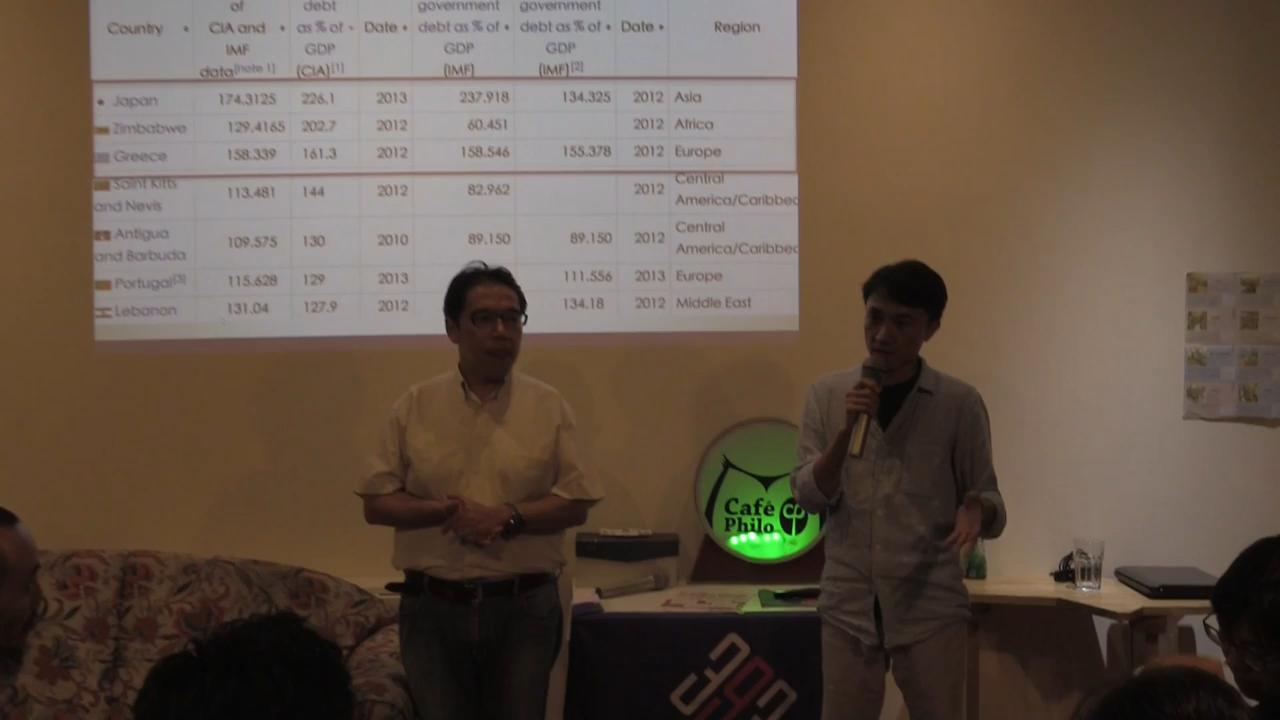 of debt government government
Country CIA and as % of Date debt as % of debt as % of Date Region
IMF GDP GDP GDP
data[note 1] (CIA)[1] (IMF) (IMF)[2]
Japan 174.3125 226.1 2013 237.918 134.325 2012 Asia
Zimbabwe 129.4165 202.7 2012 60.451 2012 Africa
Greece 158.339 161.3 2012 158.546 155.378 2012 Europe
Saint Kitts and Nevis 113.481 144 2012 82.962 2012 Central America/Caribbec
Antigua and Barbuda 109.575 130 2010 89.150 89.150 2012 Central America/Caribbec
Portugal[3] 115.628 129 2013 111.556 2013 Europe
Lebanon 131.04 127.9 2012 134.18 2012 Middle East
Café
Philo